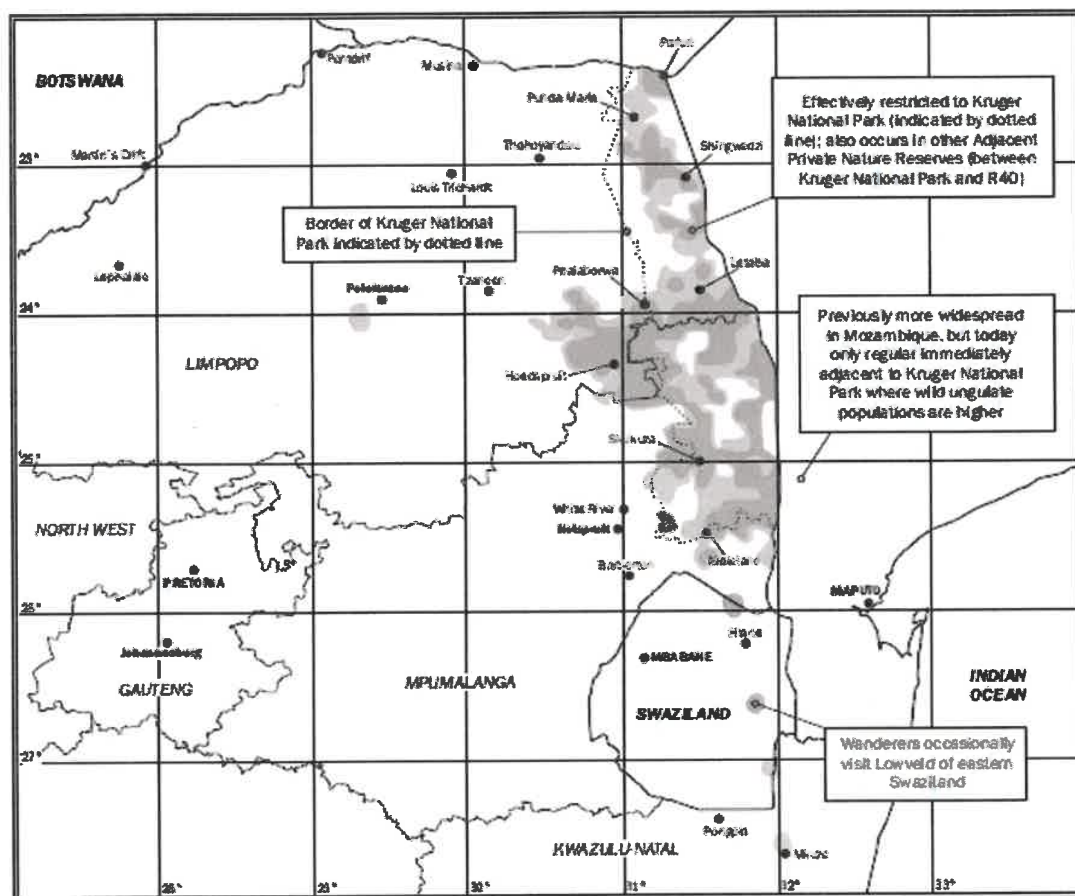 BOTSWANA
Musina
Pafuri
Punda Maria
Effectively restricted to Kruger
National Park (indicated by dotted
line); also occurs in other Adjacent
Private Nature Reserves (between
Kruger National Park and R40)
Thohoyandou
Shingwedzi
23°
Louis Trichardt
Border of Kruger National
Park indicated by dotted line
Lephalale
Tzaneen
Phalaborwa
Letaba
Polokwane
24°
Previously more widespread
in Mozambique, but today
only regular immediately
adjacent to Kruger National
Park where wild ungulate
populations are higher
LIMPOPO
Hoedspruit
Skukuza
25°
NORTH WEST
White River
Nelspruit
Malelane
Barberton
PRETORIA
MAPUTO
Johannesburg
GAUTENG
MPUMALANGA
MBABANE
INDIAN
OCEAN
SWAZILAND
Wanderers occasionally
visit Lowveld of eastern
Swaziland
27°
Pongola
KWAZULU-NATAL
Mkuze
29°
30°
31°
32°
33°